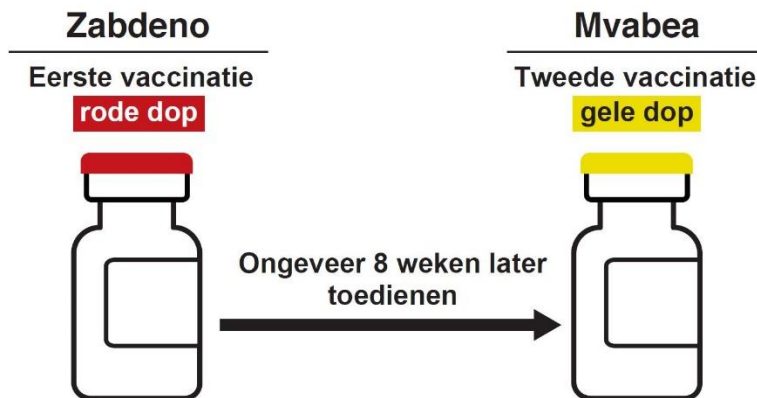 Zabdeno
Eerste vaccinatie
rode dop
Mvabea
Tweede vaccinatie
gele dop
Ongeveer 8 weken later
toedienen